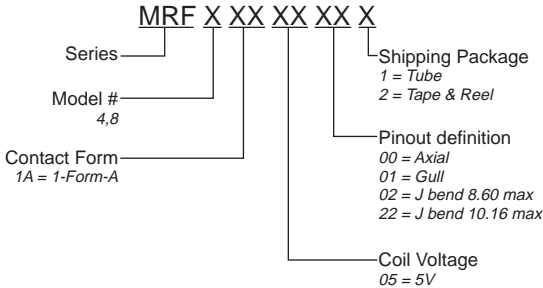 MRF X XX XX XX X
Series
Model #
4,8
Contact Form
1A = 1-Form-A
Shipping Package
1 = Tube
2 = Tape & Reel
Pinout definition
00 = Axial
01 = Gull
02 = J bend 8.60 max
22 = J bend 10.16 max
Coil Voltage
05 = 5V